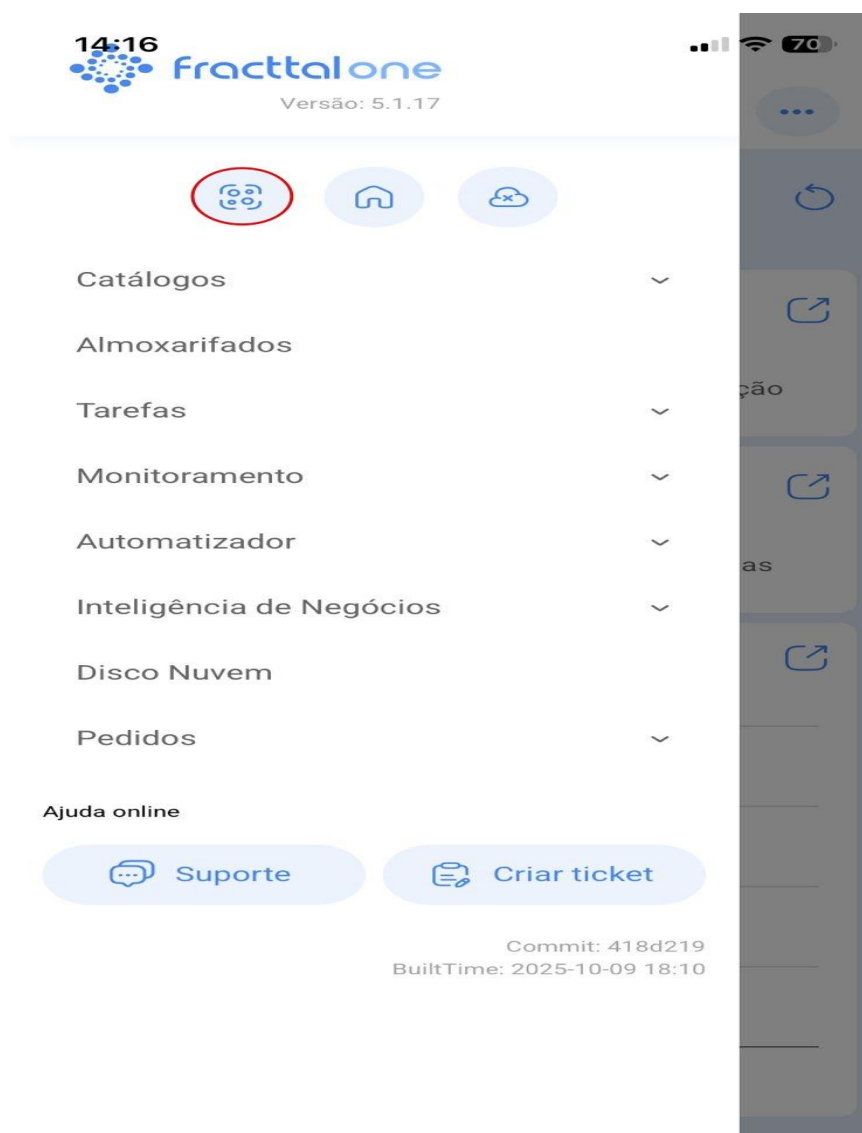 14:16
70
fracttalone
Versão: 5.1.17
Catálogos
ção
Almoxarifados
Tarefas
Monitoramento
as
Automatizador
Inteligência de Negócios
Disco Nuvem
Pedidos
Ajuda online
Suporte
Criar ticket
Commit: 418d219
BuiltTime: 2025-10-09 18:10